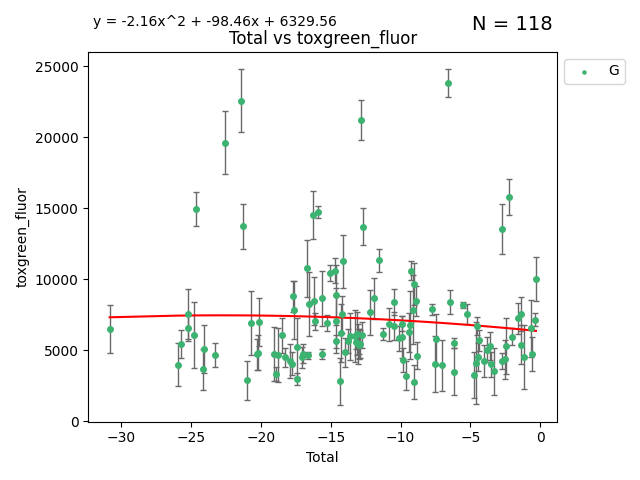 y = -2.16x^2 + -98.46x + 6329.56
N = 118
Total vs toxgreen_fluor
G
25000
20000
15000
10000
5000
0
toxgreen_fluor
−30
−25
−20
−15
−10
−5
0
Total